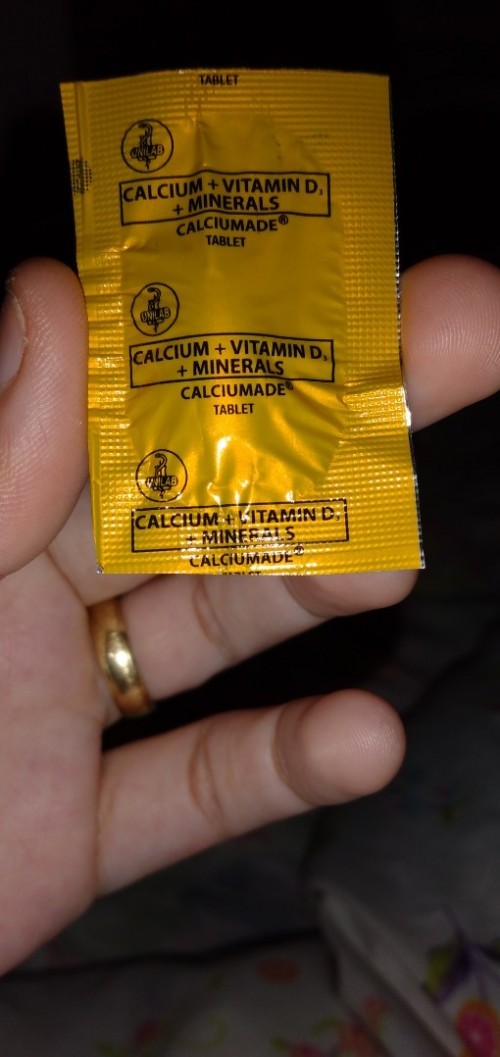 TABLET
UNILAB
CALCIUM + VITAMIN D₃
+ MINERALS
CALCIUMADE®
TABLET
UNILAB
CALCIUM + VITAMIN D₃
+ MINERALS
CALCIUMADE®
TABLET
UNILAB
CALCIUM + VITAMIN D₃
+ MINERALS
CALCIUMADE®